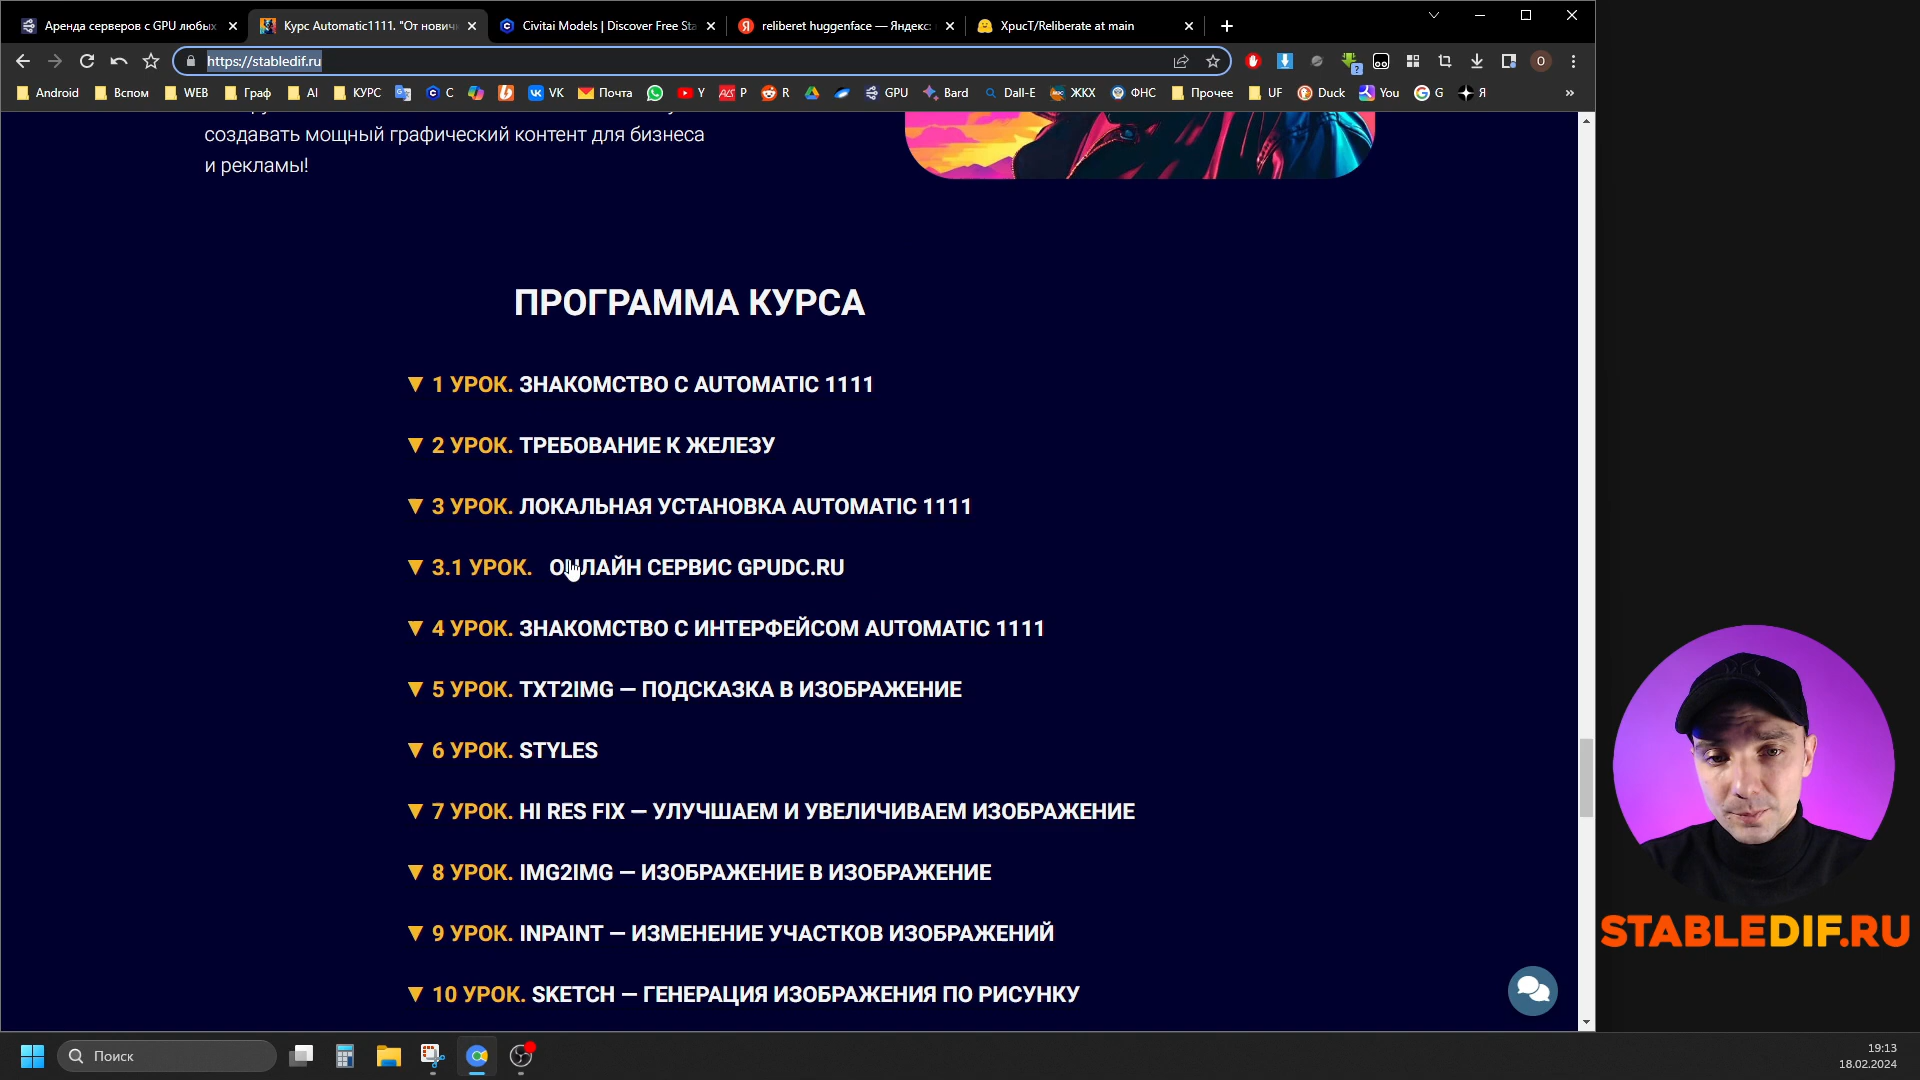 Аренда серверов с GPU любых
Курс Automatic1111. "От нович
Civitai Models | Discover Free Sta
reliberet huggenface — Яндекс:
XpucT/Reliberate at main
https://stabledif.ru
Android
Вспом
WEB
Граф
AI
КУРС
C
VK
Почта
Y
P
R
GPU
Bard
Dall-E
ЖКХ
ФНС
Прочее
UF
Duck
You
G
Я
»
создавать мощный графический контент для бизнеса
и рекламы!
ПРОГРАММА КУРСА
▼ 1 УРОК. ЗНАКОМСТВО С AUTOMATIC 1111
▼ 2 УРОК. ТРЕБОВАНИЕ К ЖЕЛЕЗУ
▼ 3 УРОК. ЛОКАЛЬНАЯ УСТАНОВКА AUTOMATIC 1111
▼ 3.1 УРОК. ОНЛАЙН СЕРВИС GPUDC.RU
▼ 4 УРОК. ЗНАКОМСТВО С ИНТЕРФЕЙСОМ AUTOMATIC 1111
▼ 5 УРОК. TXT2IMG — ПОДСКАЗКА В ИЗОБРАЖЕНИЕ
▼ 6 УРОК. STYLES
▼ 7 УРОК. HI RES FIX — УЛУЧШАЕМ И УВЕЛИЧИВАЕМ ИЗОБРАЖЕНИЕ
▼ 8 УРОК. IMG2IMG — ИЗОБРАЖЕНИЕ В ИЗОБРАЖЕНИЕ
▼ 9 УРОК. INPAINT — ИЗМЕНЕНИЕ УЧАСТКОВ ИЗОБРАЖЕНИЙ
▼ 10 УРОК. SKETCH — ГЕНЕРАЦИЯ ИЗОБРАЖЕНИЯ ПО РИСУНКУ
STABLEDIF.RU
Поиск
19:13
18.02.2024